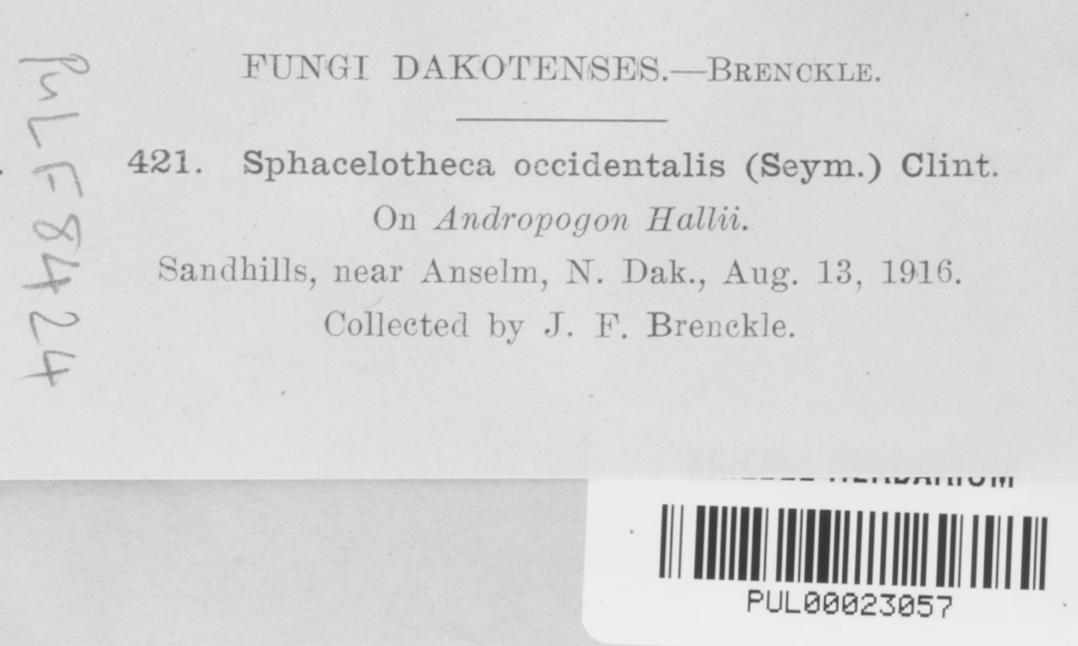 FUNGI DAKOTENSES.—BRENCKLE.
421. Sphacelotheca occidentalis (Seym.) Clint.
On Andropogon Hallii.
Sandhills, near Anselm, N. Dak., Aug. 13, 1916.
Collected by J. F. Brenckle.
PUL F8424
HERBARIUM
PUL00023057